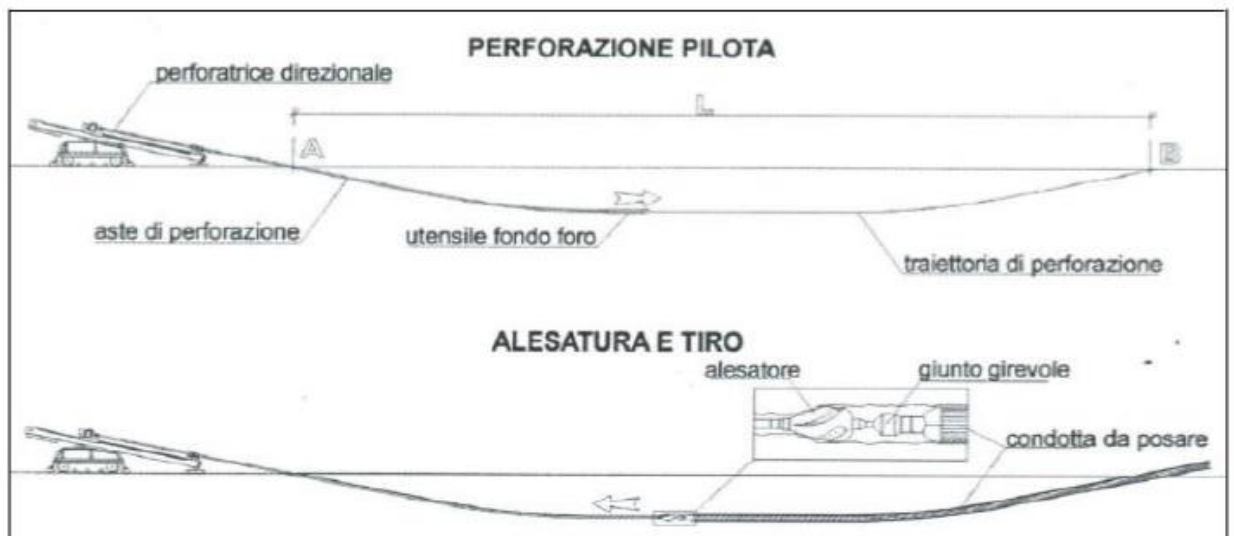 PERFORAZIONE PILOTA
perforatrice direzionale
L
A
B
aste di perforazione
utensile fondo foro
traiettoria di perforazione
ALESATURA E TIRO
alesatore
giunto girevole
condotta da posare